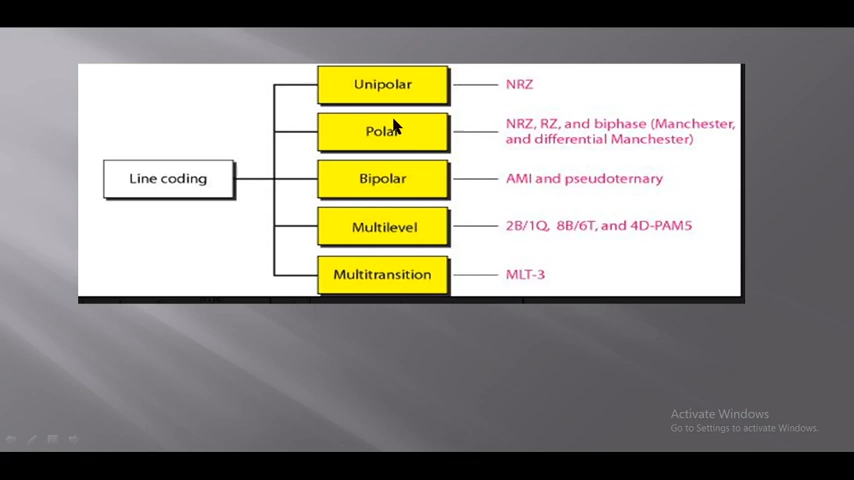 Unipolar
NRZ
Polar
NRZ, RZ, and biphase (Manchester,
and differential Manchester)
Line coding
Bipolar
AMI and pseudoternary
Multilevel
2B/1Q, 8B/6T, and 4D-PAM5
Multitransition
MLT-3
Activate Windows
Go to Settings to activate Windows.